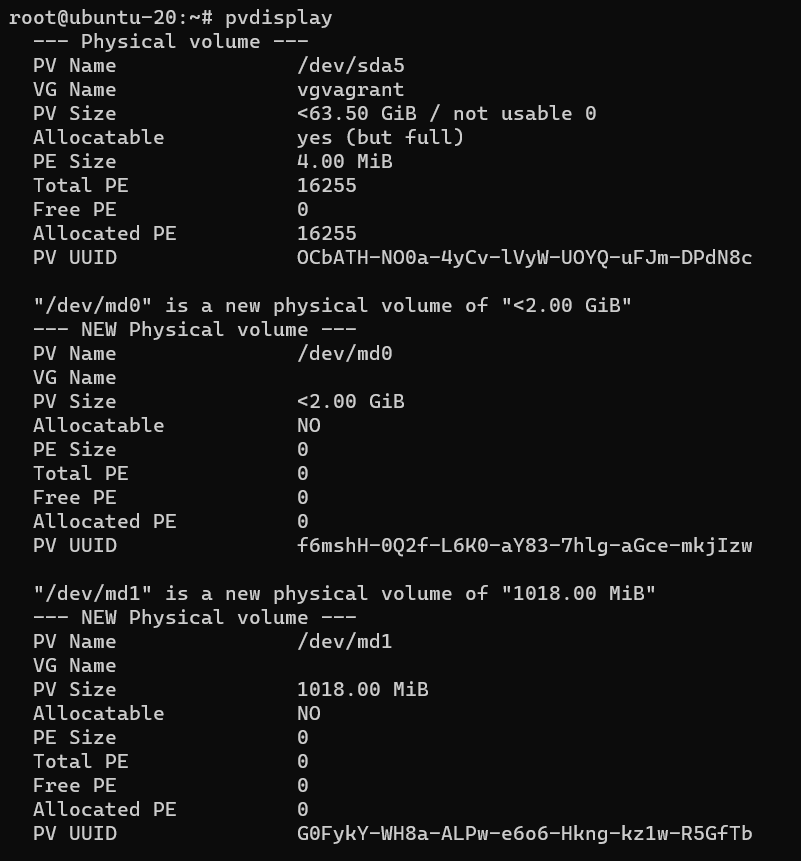 root@ubuntu-20:~# pvdisplay
  --- Physical volume ---
  PV Name               /dev/sda5
  VG Name               vgvagrant
  PV Size               <63.50 GiB / not usable 0
  Allocatable           yes (but full)
  PE Size               4.00 MiB
  Total PE              16255
  Free PE               0
  Allocated PE          16255
  PV UUID               OCbATH-NO0a-4yCv-lVyW-UOYQ-uFJm-DPdN8c

  "/dev/md0" is a new physical volume of "<2.00 GiB"
  --- NEW Physical volume ---
  PV Name               /dev/md0
  VG Name
  PV Size               <2.00 GiB
  Allocatable           NO
  PE Size               0
  Total PE              0
  Free PE               0
  Allocated PE          0
  PV UUID               f6mshH-0Q2f-L6K0-aY83-7hlg-aGce-mkjIzw

  "/dev/md1" is a new physical volume of "1018.00 MiB"
  --- NEW Physical volume ---
  PV Name               /dev/md1
  VG Name
  PV Size               1018.00 MiB
  Allocatable           NO
  PE Size               0
  Total PE              0
  Free PE               0
  Allocated PE          0
  PV UUID               G0FykY-WH8a-ALPw-e6o6-Hkng-kz1w-R5GfTb